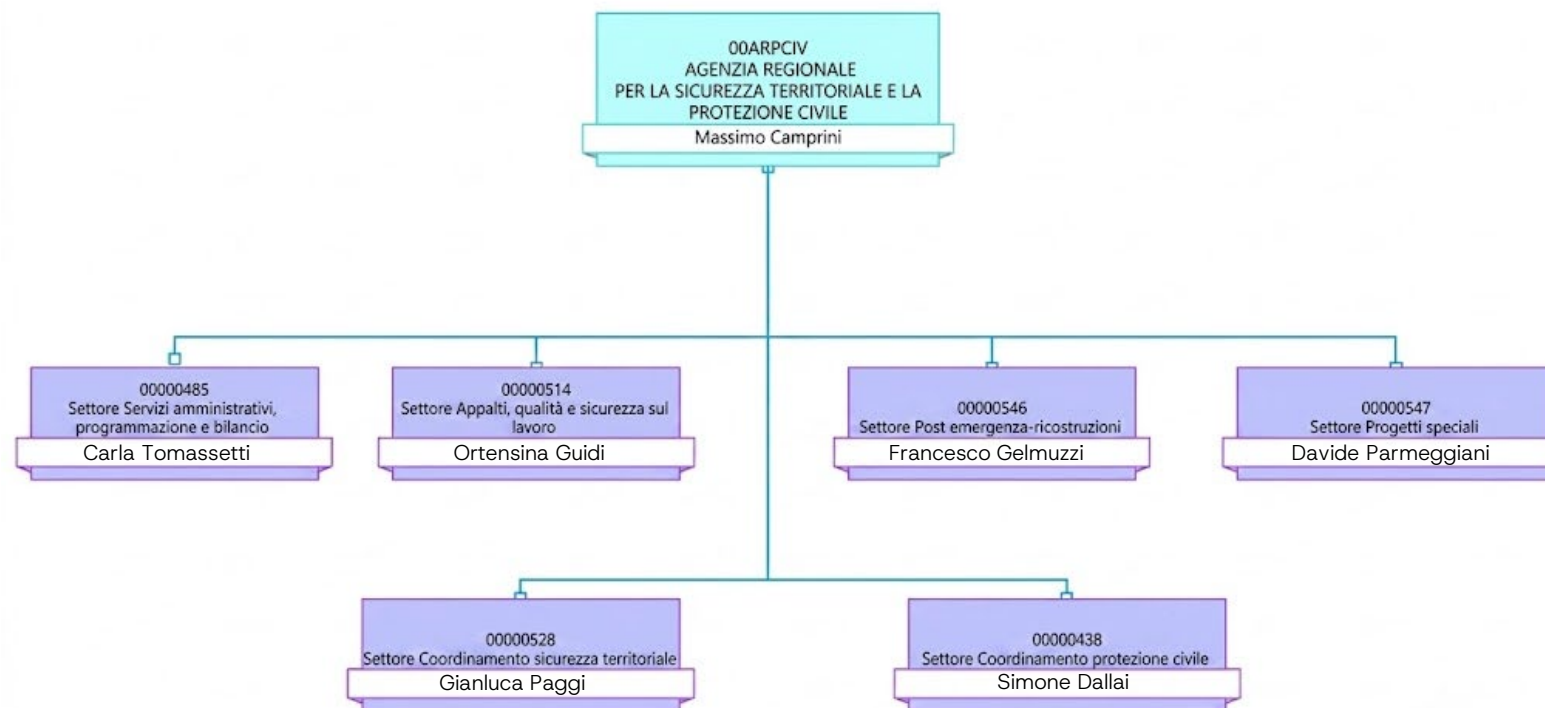 00ARPCIV
AGENZIA REGIONALE
PER LA SICUREZZA TERRITORIALE E LA
PROTEZIONE CIVILE
Massimo Camprini
00000485
Settore Servizi amministrativi,
programmazione e bilancio
Carla Tomassetti
00000514
Settore Appalti, qualità e sicurezza sul
lavoro
Ortensina Guidi
00000546
Settore Post emergenza-ricostruzioni
Francesco Gelmuzzi
00000547
Settore Progetti speciali
Davide Parmeggiani
00000528
Settore Coordinamento sicurezza territoriale
Gianluca Paggi
00000438
Settore Coordinamento protezione civile
Simone Dallai